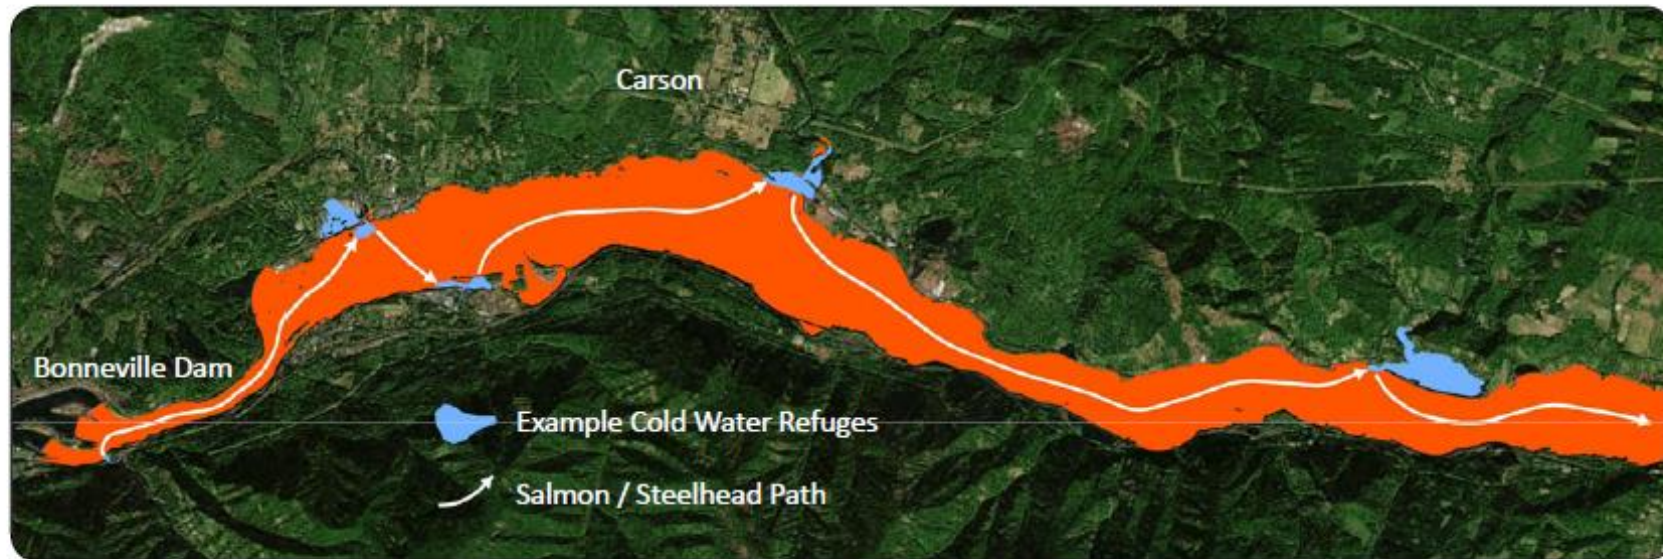 Carson
Bonneville Dam
Example Cold Water Refuges
Salmon / Steelhead Path